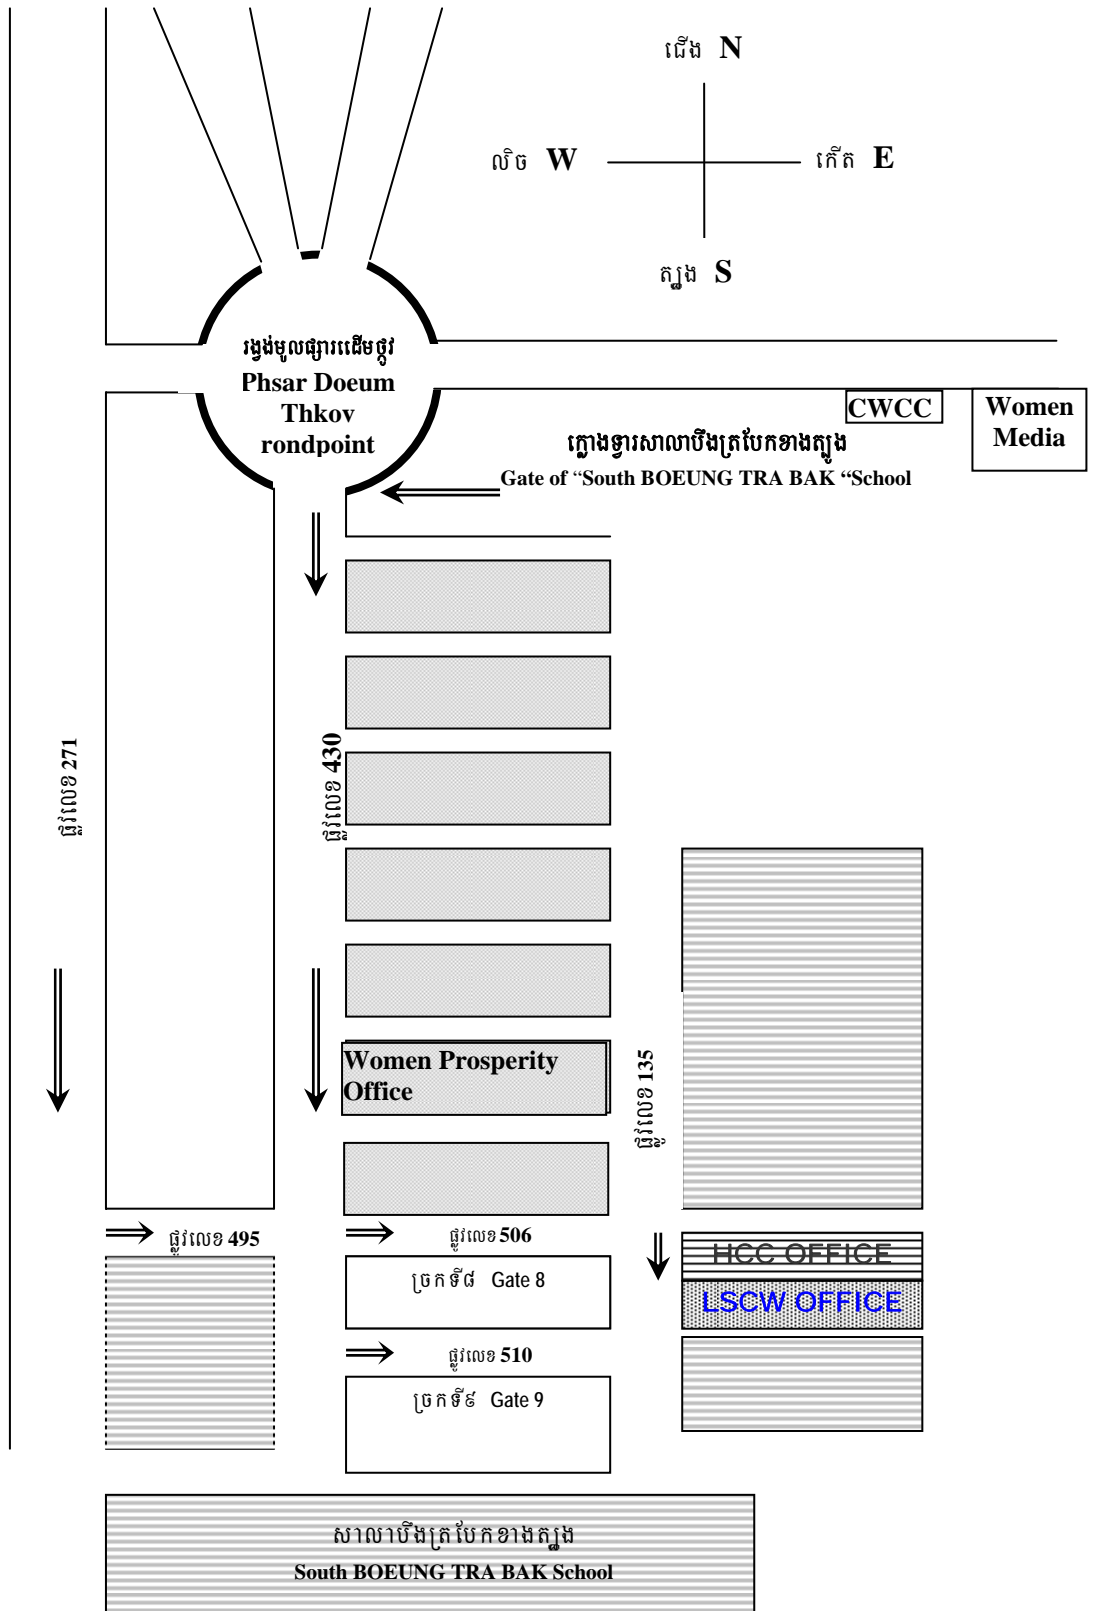 ជើង N
លិច W
កើត E
ត្បូង S
រង្វង់មូលផ្សារដើមថ្កូវ
Phsar Doeum
Thkov
rondpoint
CWCC
Women
Media
ក្លោងទ្វារសាលាបឹងត្របែកខាងត្បូង
Gate of “South BOEUNG TRA BAK “School
ផ្លូវលេខ 271
ផ្លូវលេខ 430
Women Prosperity
Office
ផ្លូវលេខ 135
ផ្លូវលេខ 495
ផ្លូវលេខ 506
HCC OFFICE
ច្រកទី៨ Gate 8
LSCW OFFICE
ផ្លូវលេខ 510
ច្រកទី៩ Gate 9
សាលាបឹងត្របែកខាងត្បូង
South BOEUNG TRA BAK School